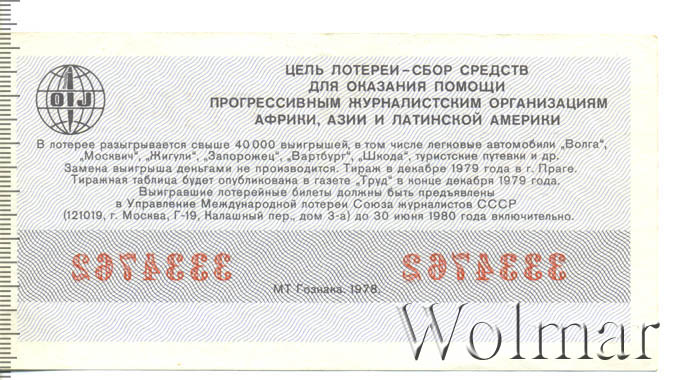 OIJ
ЦЕЛЬ ЛОТЕРЕИ–СБОР СРЕДСТВ
ДЛЯ ОКАЗАНИЯ ПОМОЩИ
ПРОГРЕССИВНЫМ ЖУРНАЛИСТСКИМ ОРГАНИЗАЦИЯМ
АФРИКИ, АЗИИ И ЛАТИНСКОЙ АМЕРИКИ
В лотерее разыгрывается свыше 40 000 выигрышей, в том числе легковые автомобили „Волга",
„Москвич", „Жигули", „Запорожец", „Вартбург", „Шкода", туристские путевки и др.
Замена выигрыша деньгами не производится. Тираж в декабре 1979 года в г. Праге.
Тиражная таблица будет опубликована в газете „Труд" в конце декабря 1979 года.
Выигравшие лотерейные билеты должны быть предъявлены
в Управление Международной лотереи Союза журналистов СССР
(121019, г. Москва, Г-19, Калашный пер., дом 3-а) до 30 июня 1980 года включительно.
3334762 3334762
МТ Гознака. 1978.
Wolmar